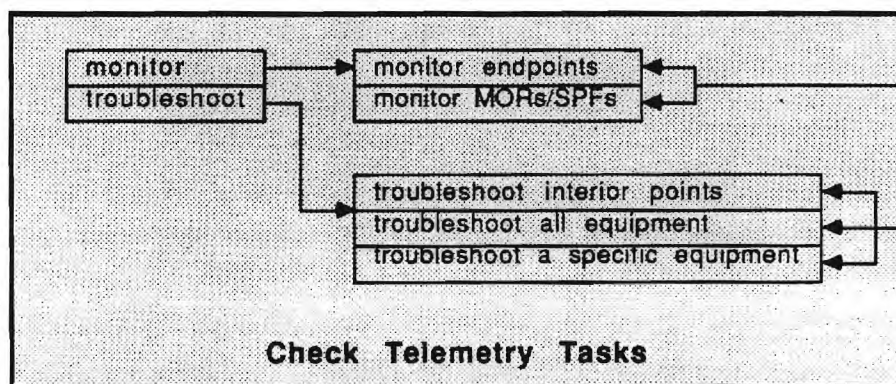 monitor
troubleshoot
monitor endpoints
monitor MORs/SPFs
troubleshoot interior points
troubleshoot all equipment
troubleshoot a specific equipment
Check Telemetry Tasks